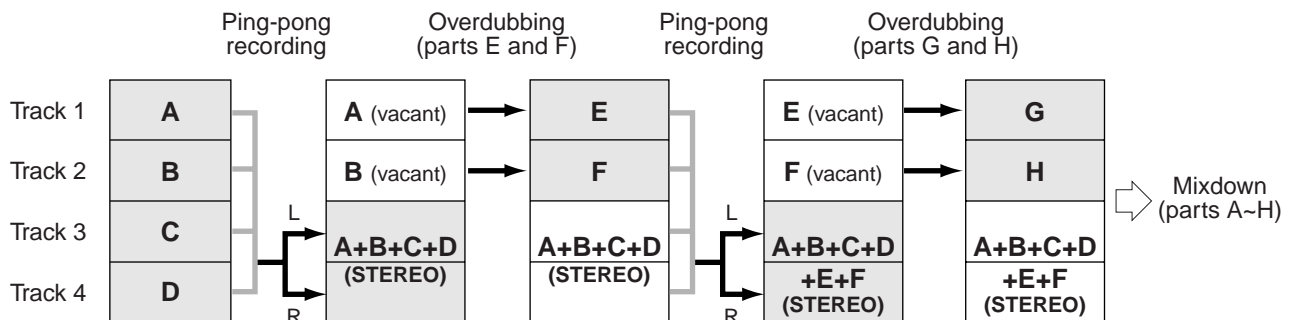 Ping-pong
recording
Overdubbing
(parts E and F)
Ping-pong
recording
Overdubbing
(parts G and H)
Track 1
A
A (vacant)
E
E (vacant)
G
Track 2
B
B (vacant)
F
F (vacant)
H
Mixdown
(parts A~H)
Track 3
C
L
A+B+C+D
(STEREO)
A+B+C+D
(STEREO)
L
A+B+C+D
+E+F
(STEREO)
A+B+C+D
+E+F
(STEREO)
Track 4
D
R
R